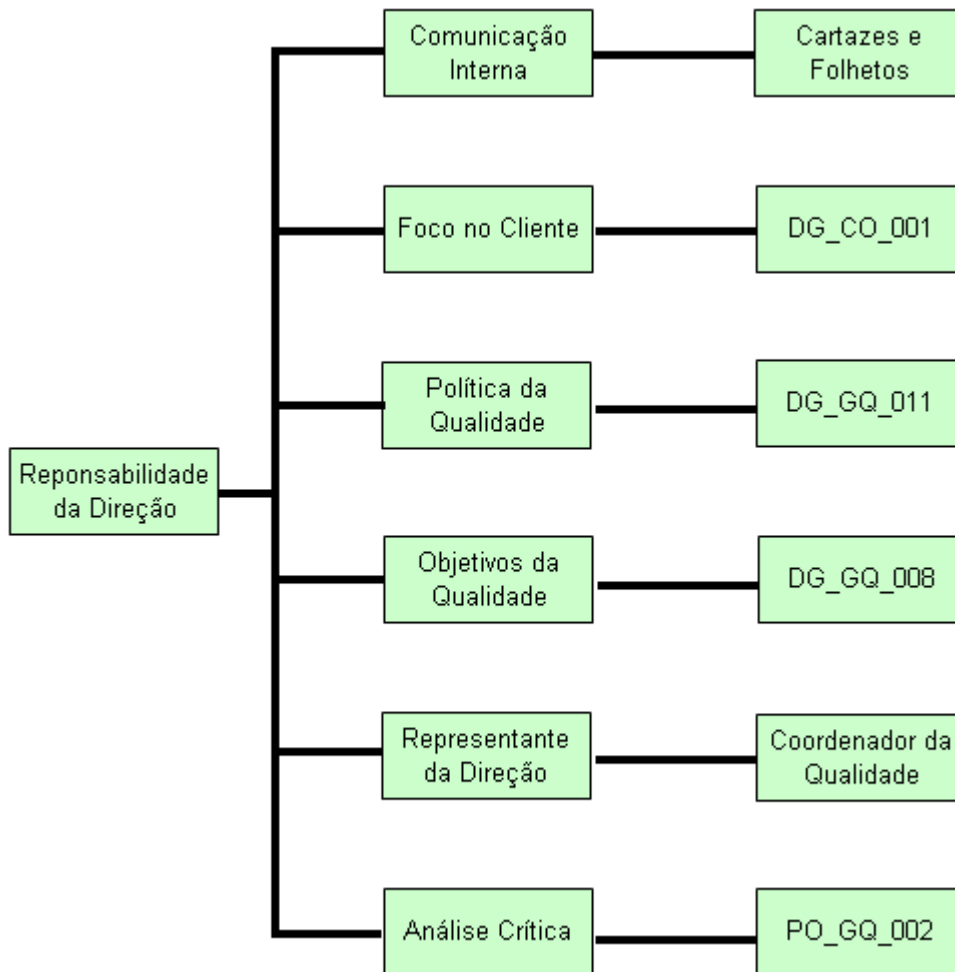 Comunicação
Interna
Cartazes e
Folhetos
Foco no Cliente
DG_CO_001
Política da
Qualidade
DG_GQ_011
Reponsabilidade
da Direção
Objetivos da
Qualidade
DG_GQ_008
Representante
da Direção
Coordenador da
Qualidade
Análise Crítica
PO_GQ_002